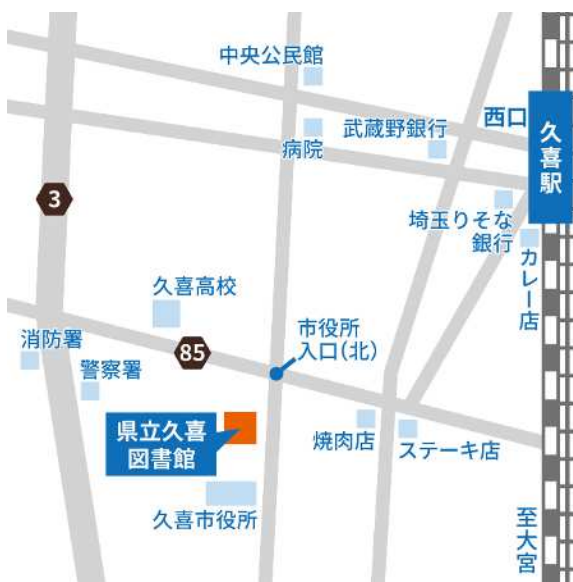 中央公民館
西口
久喜駅
武蔵野銀行
病院
3
埼玉りそな
銀行
カレー店
久喜高校
市役所
入口(北)
消防署
85
警察署
県立久喜
図書館
焼肉店
ステーキ店
久喜市役所
至大宮